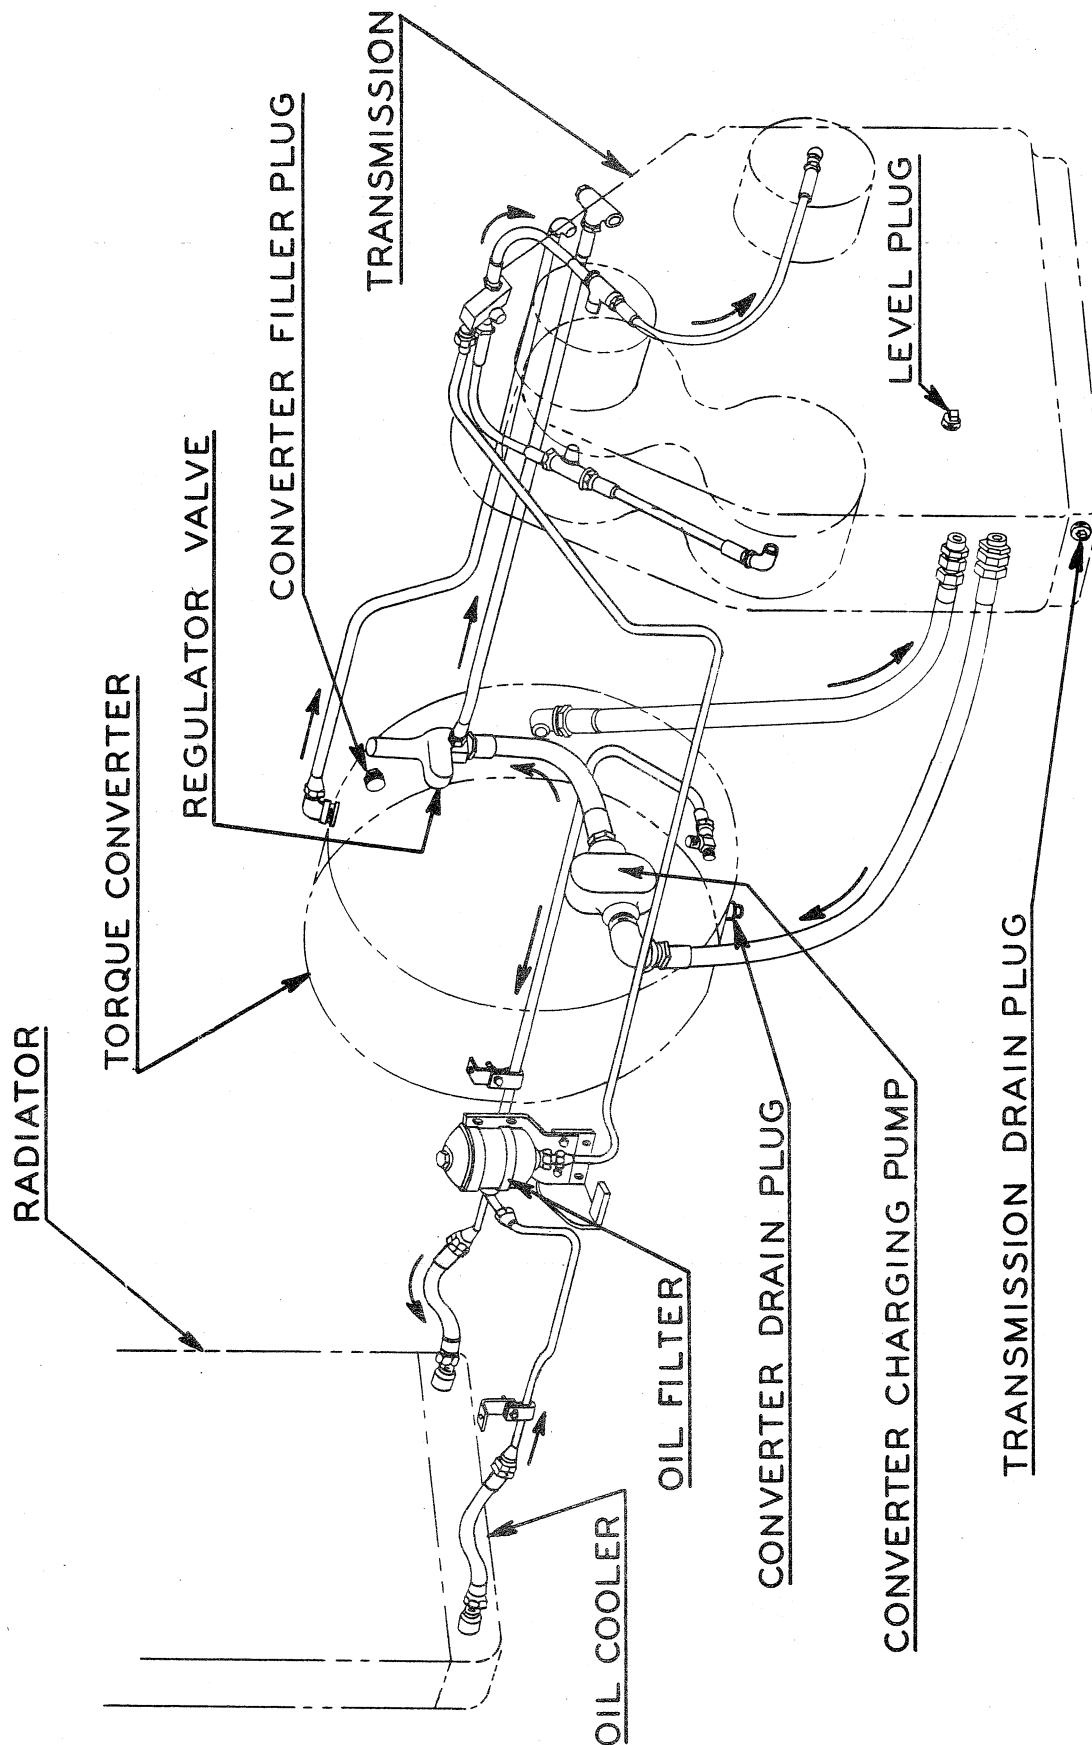 RADIATOR
TORQUE CONVERTER
REGULATOR VALVE
CONVERTER FILLER PLUG
TRANSMISSION
OIL COOLER
OIL FILTER
CONVERTER DRAIN PLUG
CONVERTER CHARGING PUMP
TRANSMISSION DRAIN PLUG
LEVEL PLUG